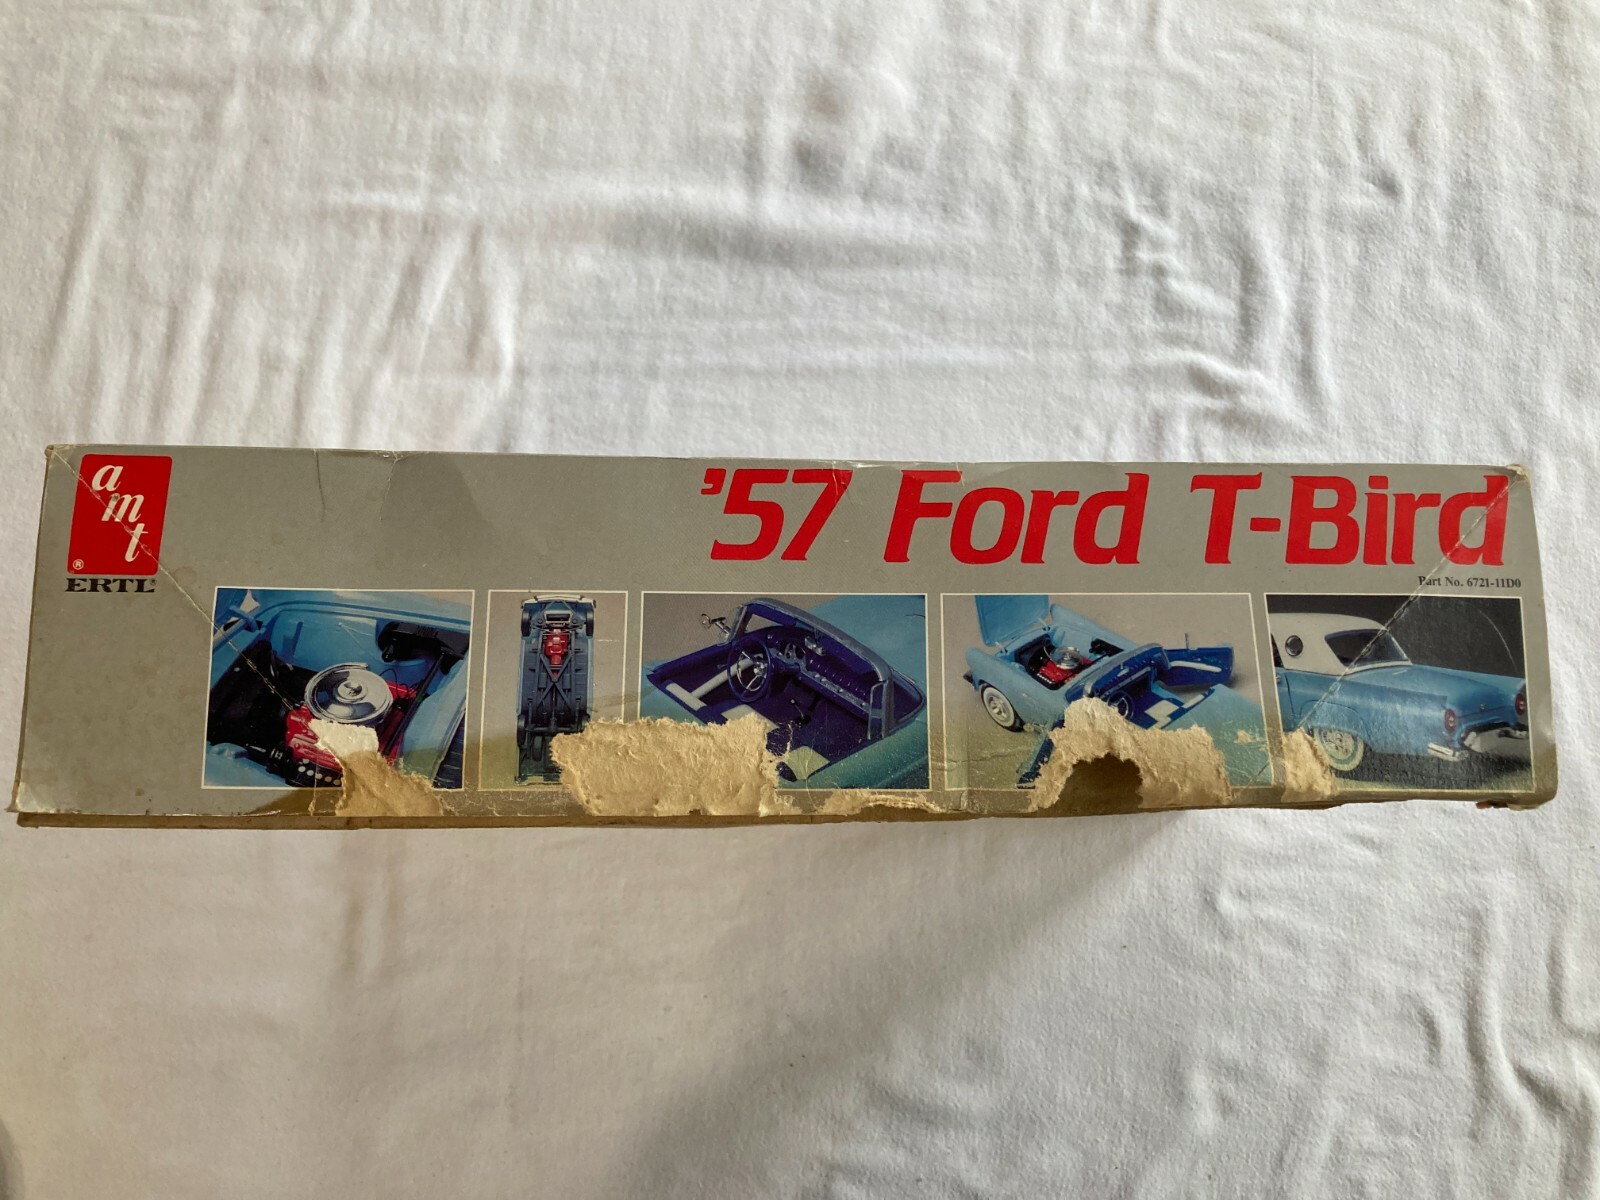 amt
®
ERTL®
'57 Ford T-Bird
Part No. 6721-11D0